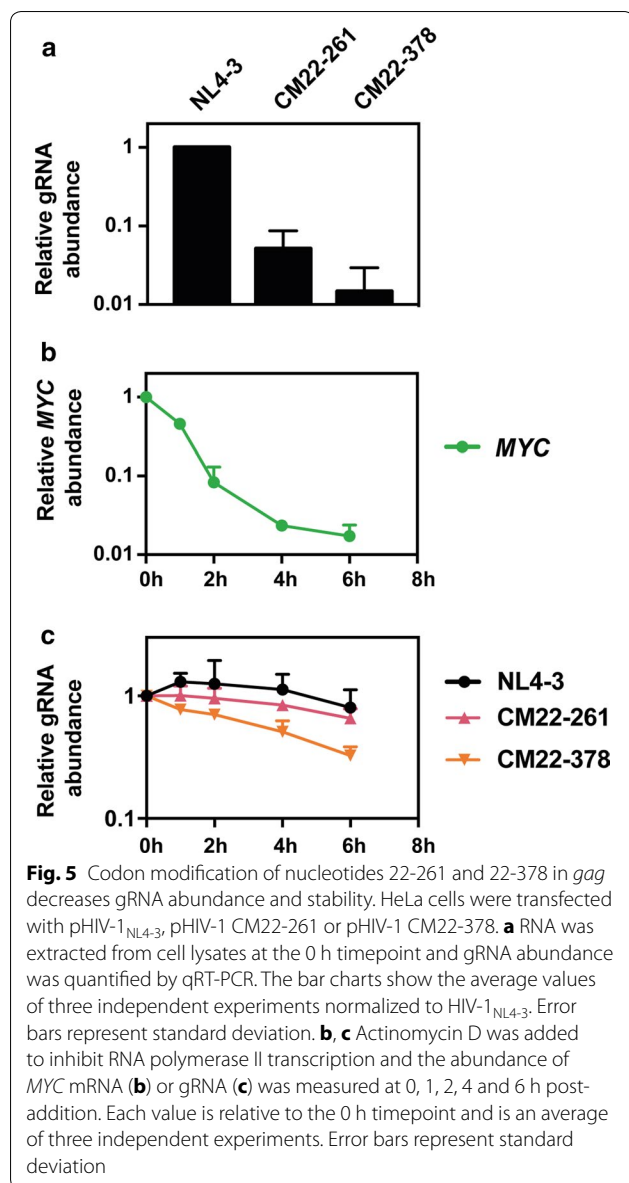 a
NL4-3
CM22-261
CM22-378
Relative gRNA
abundance
1
0.1
0.01
b
Relative MYC
abundance
1
0.1
0.01
0h
2h
4h
6h
8h
MYC
c
Relative gRNA
abundance
1
0.1
0h
2h
4h
6h
8h
NL4-3
CM22-261
CM22-378
Fig. 5 Codon modification of nucleotides 22-261 and 22-378 in gag
decreases gRNA abundance and stability. HeLa cells were transfected
with pHIV-1NL4-3, pHIV-1 CM22-261 or pHIV-1 CM22-378. a RNA was
extracted from cell lysates at the 0 h timepoint and gRNA abundance
was quantified by qRT-PCR. The bar charts show the average values
of three independent experiments normalized to HIV-1NL4-3. Error
bars represent standard deviation. b, c Actinomycin D was added
to inhibit RNA polymerase II transcription and the abundance of
MYC mRNA (b) or gRNA (c) was measured at 0, 1, 2, 4 and 6 h post-
addition. Each value is relative to the 0 h timepoint and is an average
of three independent experiments. Error bars represent standard
deviation